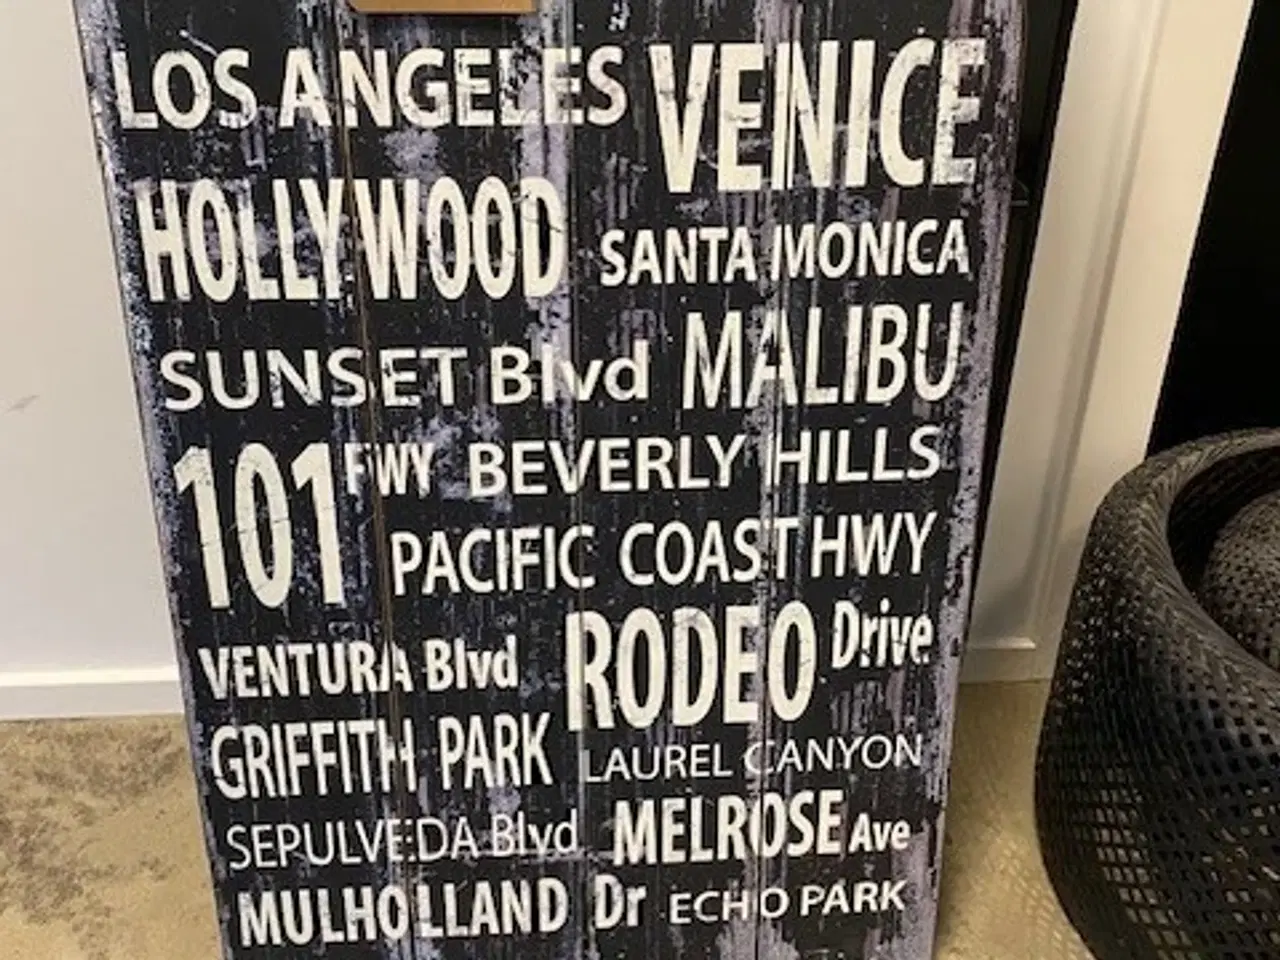 LOS ANGELES VENICE
HOLLYWOOD SANTA MONICA
SUNSET Blvd MALIBU
101 FWY BEVERLY HILLS
PACIFIC COAST HWY
VENTURA Blvd RODEO Drive
GRIFFITH PARK LAUREL CANYON
SEPULVEDA Blvd MELROSE Ave
MULHOLLAND Dr ECHO PARK